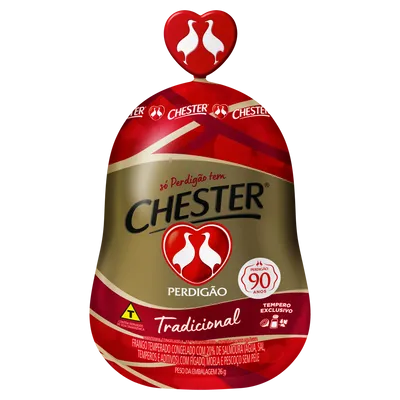 CHESTER®
só Perdigão tem
CHESTER®
PERDIGÃO
PERDIGÃO
90
ANOS
TEMPERO
EXCLUSIVO
T
Tradicional
FRANGO TEMPERADO CONGELADO COM 20% DE SALMOURA (ÁGUA, SAL,
TEMPEROS E ADITIVOS) COM FÍGADO, MOELA E PESCOÇO SEM PELE
PESO DA EMBALAGEM 26 g